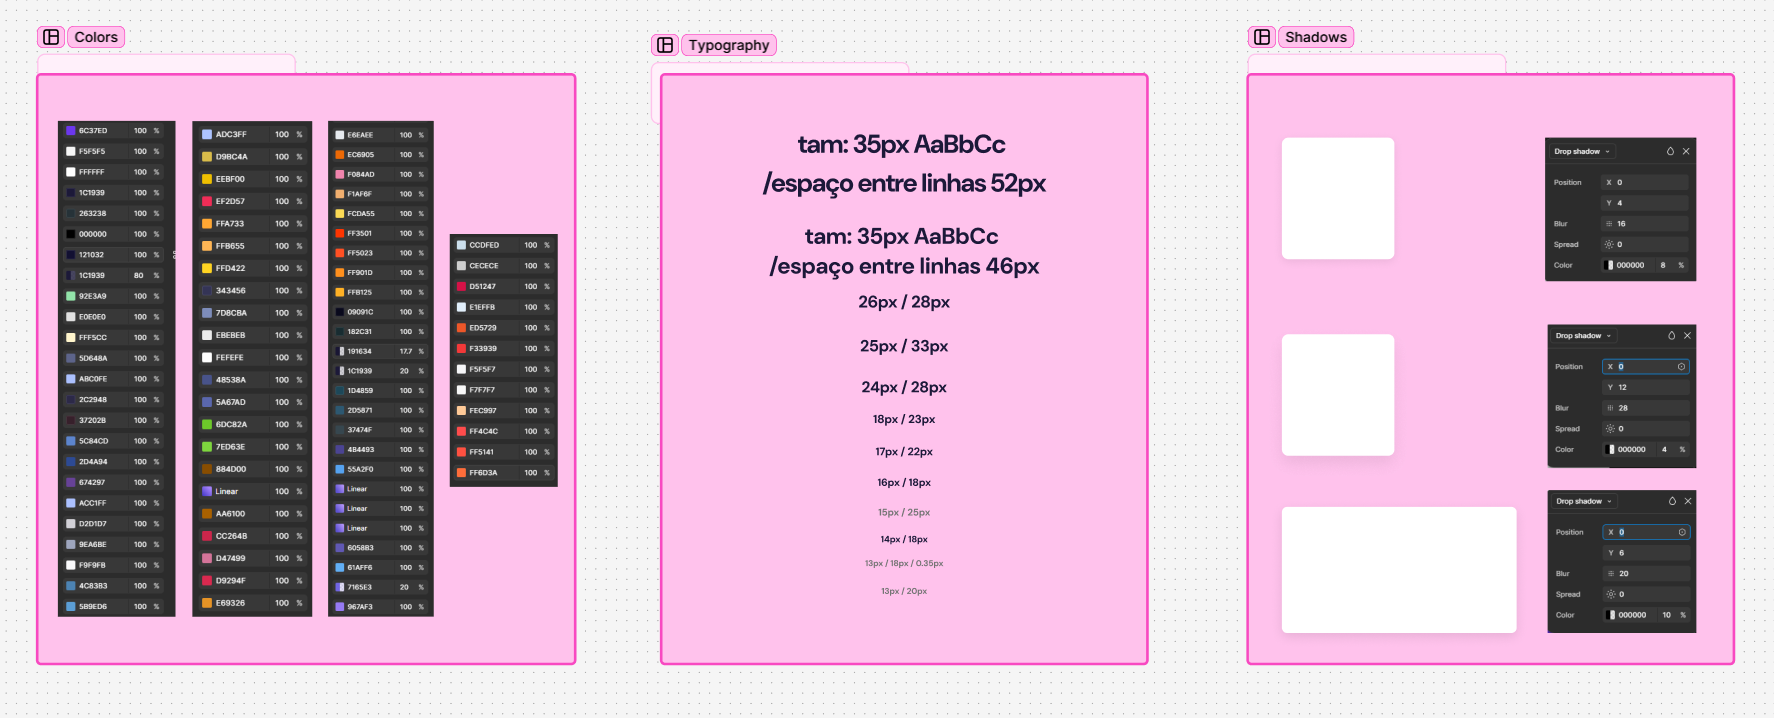 Colors
6C37ED 100 %
F5F5F5 100 %
FFFFFF 100 %
1C1939 100 %
263238 100 %
000000 100 %
121032 100 %
1C1939 80 %
92E3A9 100 %
E0E0E0 100 %
FFF5CC 100 %
5D648A 100 %
ABC0FE 100 %
2C2948 100 %
37202B 100 %
5C84CD 100 %
2D4A94 100 %
674297 100 %
ACC1FF 100 %
D2D1D7 100 %
9EA6BE 100 %
F9F9FB 100 %
4C83B3 100 %
5B9ED6 100 %
ADC3FF 100 %
D9BC4A 100 %
EEBF00 100 %
EF2D57 100 %
FFA733 100 %
FFB655 100 %
FFD422 100 %
343456 100 %
7D8CBA 100 %
EBEBEB 100 %
FEFEFE 100 %
48538A 100 %
5A67AD 100 %
6DC82A 100 %
7ED63E 100 %
884D00 100 %
Linear 100 %
AA6100 100 %
CC264B 100 %
D47499 100 %
D9294F 100 %
E69326 100 %
E6EAEE 100 %
EC6905 100 %
F084AD 100 %
F1AF6F 100 %
FCDA55 100 %
FF3501 100 %
FF5023 100 %
FF901D 100 %
FFB125 100 %
09091C 100 %
182C31 100 %
191634 17.7 %
1C1939 20 %
1D4859 100 %
2D5871 100 %
37474F 100 %
4B4493 100 %
55A2F0 100 %
Linear 100 %
Linear 100 %
Linear 100 %
6058B3 100 %
61AFF6 100 %
7165E3 20 %
967AF3 100 %
CCDFED 100 %
CECECE 100 %
D51247 100 %
E1EFFB 100 %
ED5729 100 %
F33939 100 %
F5F5F7 100 %
F7F7F7 100 %
FEC997 100 %
FF4C4C 100 %
FF5141 100 %
FF6D3A 100 %
Typography
tam: 35px AaBbCc
/espaço entre linhas 52px
tam: 35px AaBbCc
/espaço entre linhas 46px
26px / 28px
25px / 33px
24px / 28px
18px / 23px
17px / 22px
16px / 18px
15px / 25px
14px / 18px
13px / 18px / 0.35px
13px / 20px
Shadows
Drop shadow
Position X 0
Y 4
Blur 16
Spread 0
Color 000000 8 %
Drop shadow
Position X 0
Y 12
Blur 28
Spread 0
Color 000000 4 %
Drop shadow
Position X 0
Y 6
Blur 20
Spread 0
Color 000000 10 %